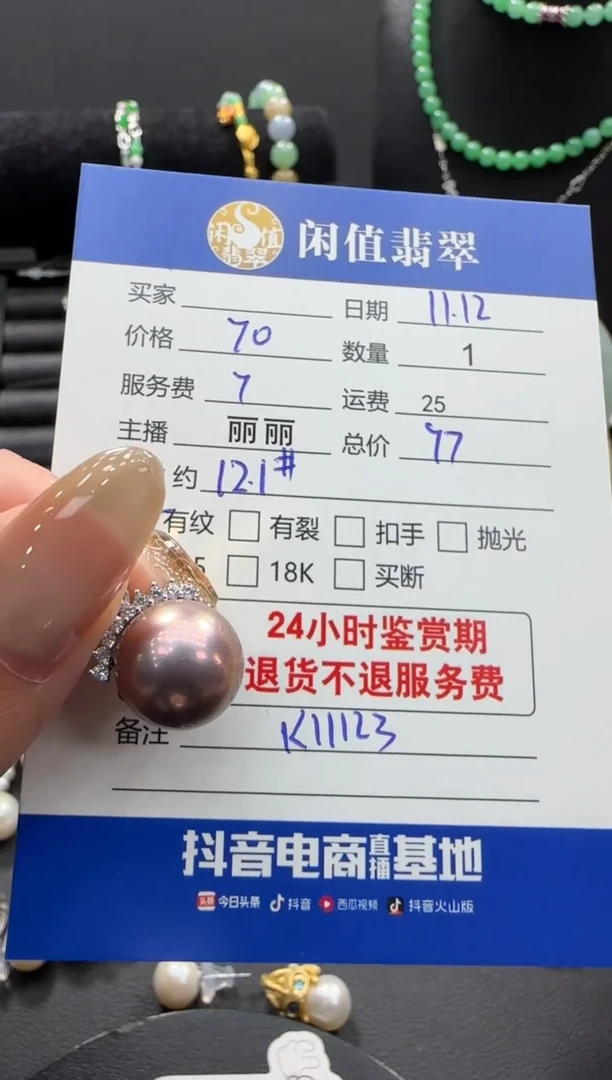 闲值翡翠
闲值翡翠
买家 日期 11.12
价格 70 数量 1
服务费 7 运费 25
主播 丽丽 总价 77
约 12.1#
有纹 有裂 扣手 抛光
5 18K 买断
24小时鉴赏期
退货不退服务费
备注 K11123
抖音电商直播基地
头条 今日头条 抖音 西瓜视频 抖音火山版